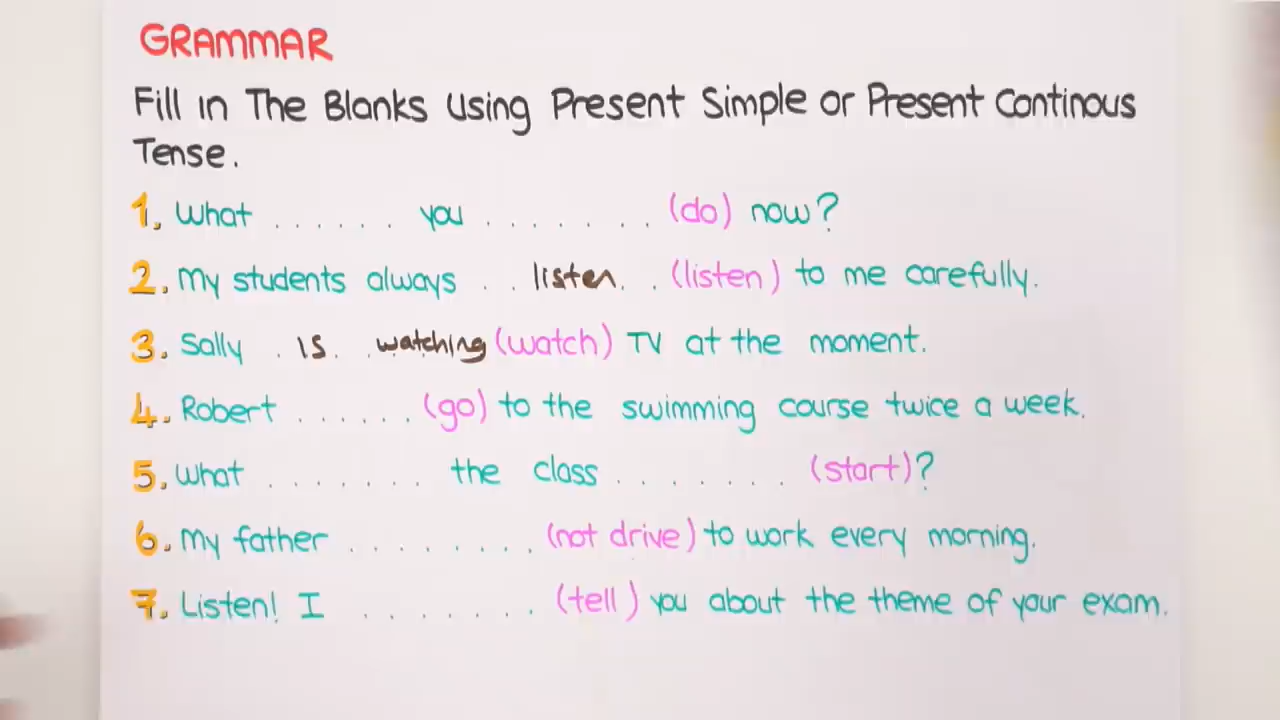 GRAMMAR
Fill in The Blanks Using Present Simple or Present Continous
Tense.
1. What ...... you ....... (do) now?
2. My students always .. listen. . (listen) to me carefully.
3. Sally . is. .watching (watch) TV at the moment.
4. Robert ...... (go) to the swimming course twice a week.
5. What ....... the class ....... (start)?
6. My father ........ (not drive) to work every morning.
7. Listen! I ........ (tell) you about the theme of your exam.